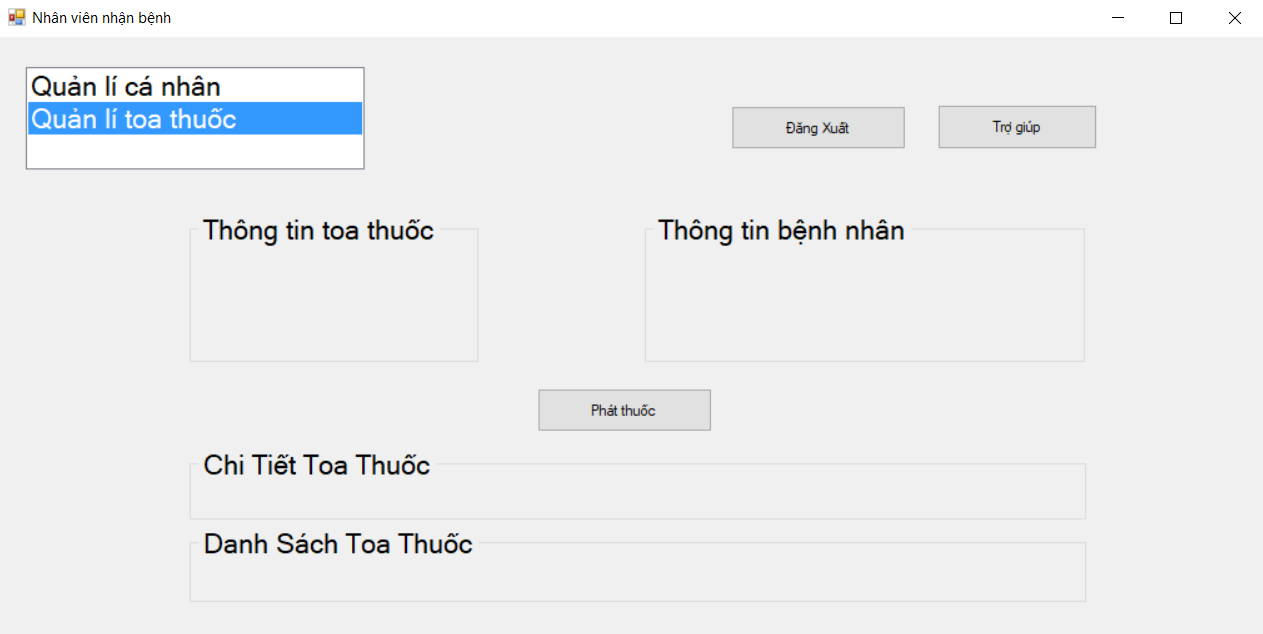 Nhân viên nhận bệnh
Quản lí cá nhân
Quản lí toa thuốc
Đăng Xuất
Trợ giúp
Thông tin toa thuốc
Thông tin bệnh nhân
Phát thuốc
Chi Tiết Toa Thuốc
Danh Sách Toa Thuốc